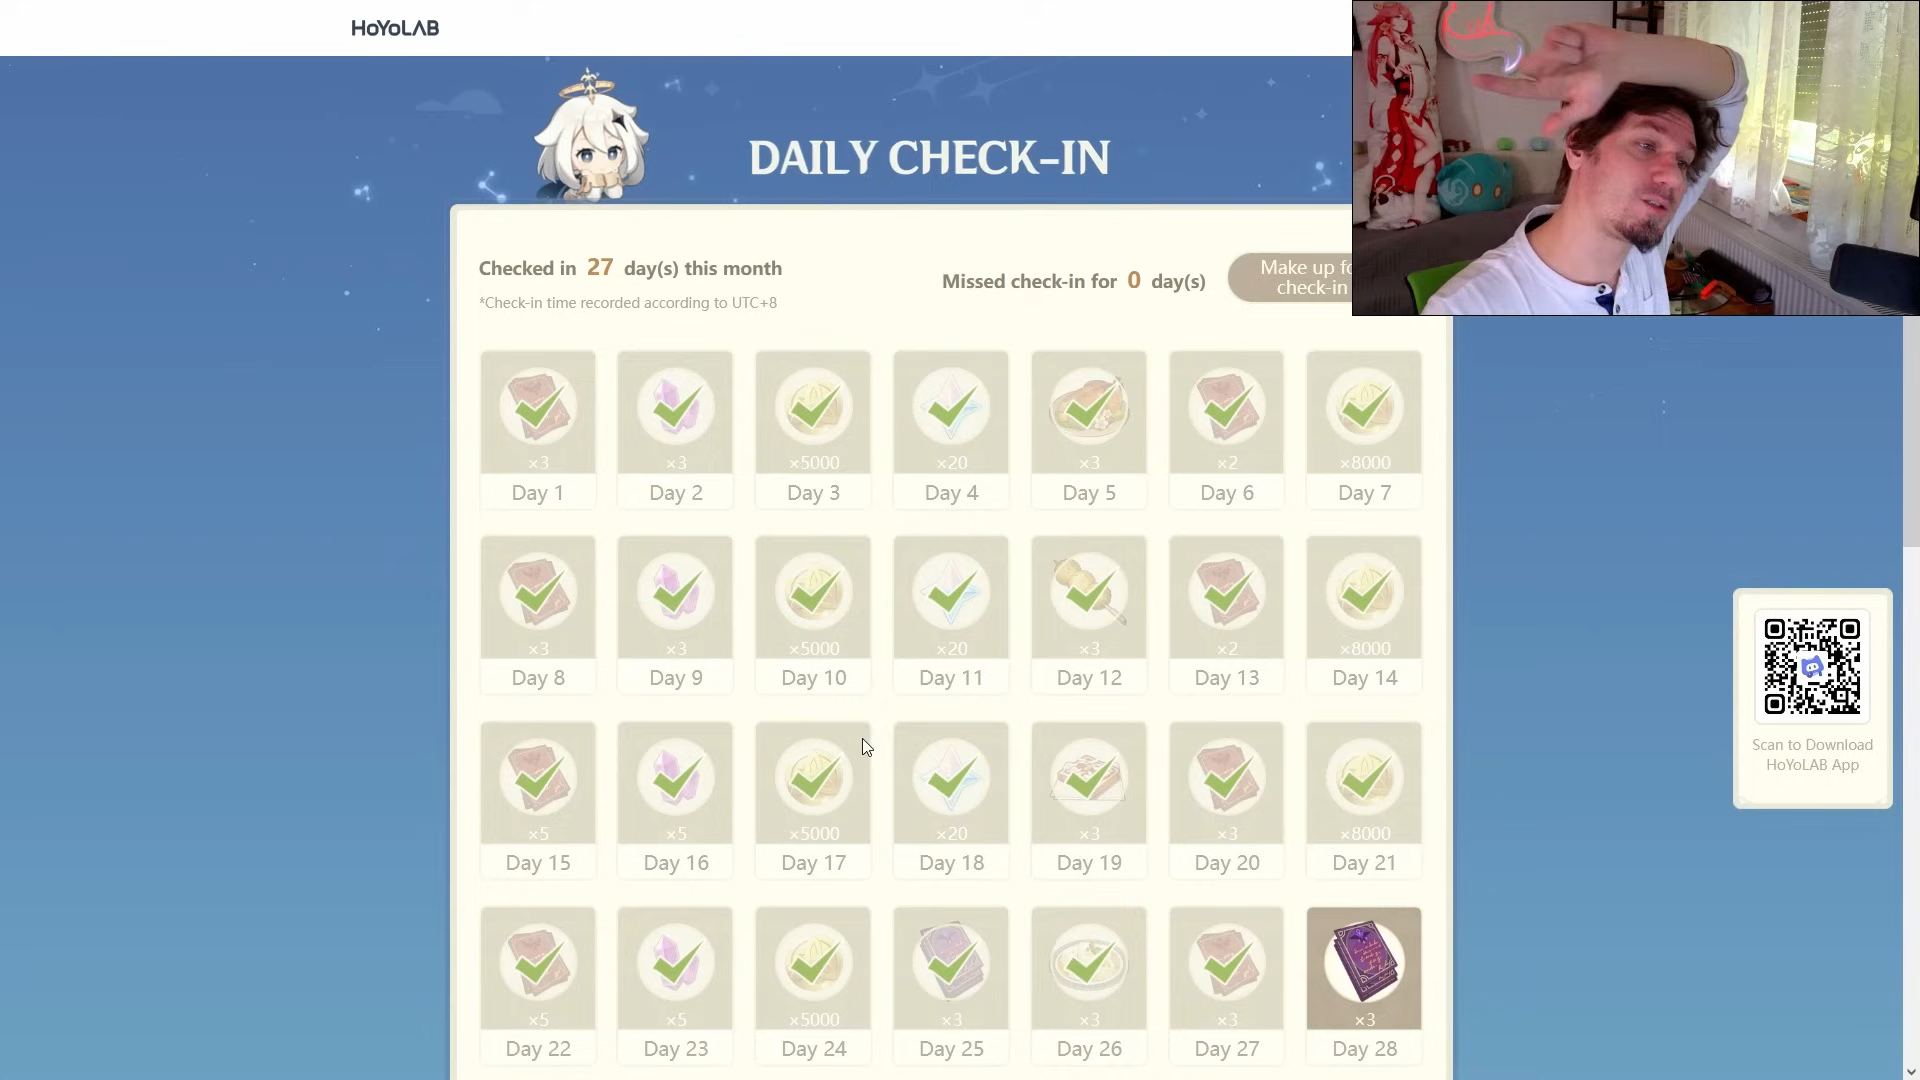 HoYoLAB
DAILY CHECK-IN
Checked in 27 day(s) this month
*Check-in time recorded according to UTC+8
Missed check-in for 0 day(s)
Make up fo
check-in
×3
×3
×5000
×20
×3
×2
×8000
Day 1
Day 2
Day 3
Day 4
Day 5
Day 6
Day 7
×3
×3
×5000
×20
×3
×2
×8000
Day 8
Day 9
Day 10
Day 11
Day 12
Day 13
Day 14
×5
×5
×5000
×20
×3
×3
×8000
Day 15
Day 16
Day 17
Day 18
Day 19
Day 20
Day 21
×5
×5
×5000
×3
×3
×3
×3
Day 22
Day 23
Day 24
Day 25
Day 26
Day 27
Day 28
Scan to Download
HoYoLAB App